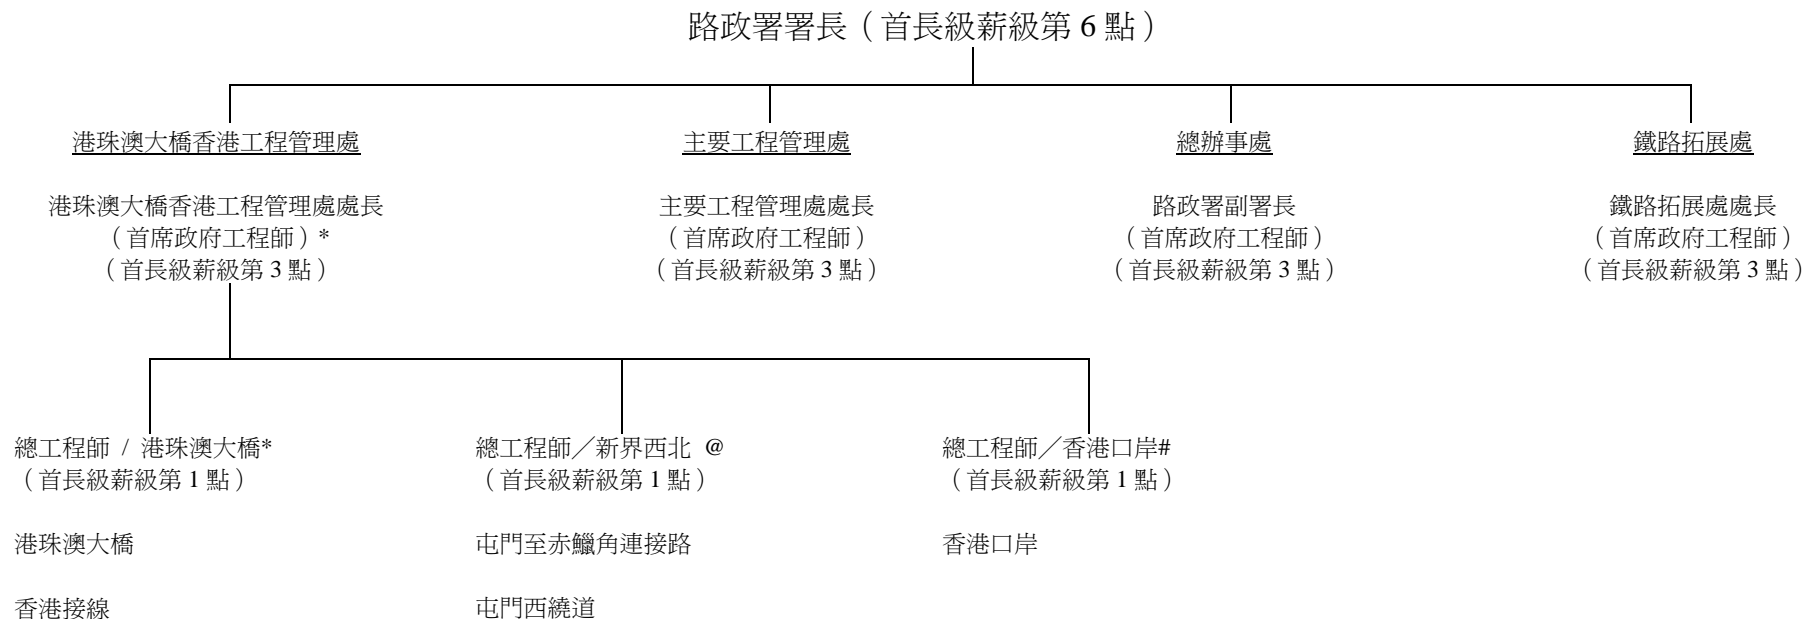 路政署署長（首長級薪級第 6 點）
港珠澳大橋香港工程管理處
港珠澳大橋香港工程管理處處長
（首席政府工程師）*
（首長級薪級第 3 點）
主要工程管理處
主要工程管理處處長
（首席政府工程師）
（首長級薪級第 3 點）
總辦事處
路政署副署長
（首席政府工程師）
（首長級薪級第 3 點）
鐵路拓展處
鐵路拓展處處長
（首席政府工程師）
（首長級薪級第 3 點）
總工程師 / 港珠澳大橋*
（首長級薪級第 1 點）
港珠澳大橋
香港接線
總工程師／新界西北 @
（首長級薪級第 1 點）
屯門至赤鱲角連接路
屯門西繞道
總工程師／香港口岸#
（首長級薪級第 1 點）
香港口岸